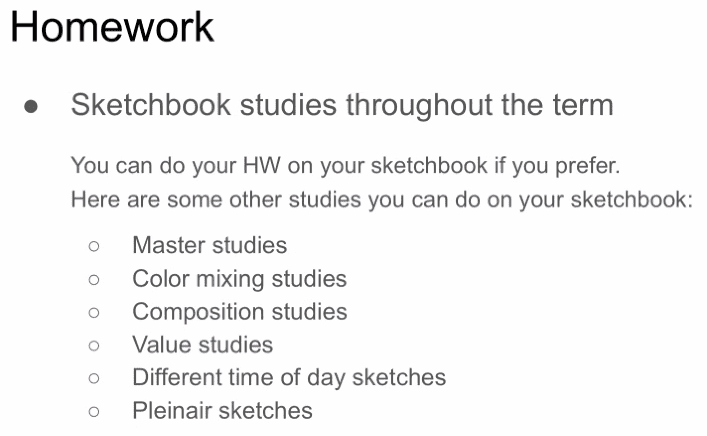 Homework
● Sketchbook studies throughout the term
You can do your HW on your sketchbook if you prefer.
Here are some other studies you can do on your sketchbook:
○ Master studies
○ Color mixing studies
○ Composition studies
○ Value studies
○ Different time of day sketches
○ Pleinair sketches